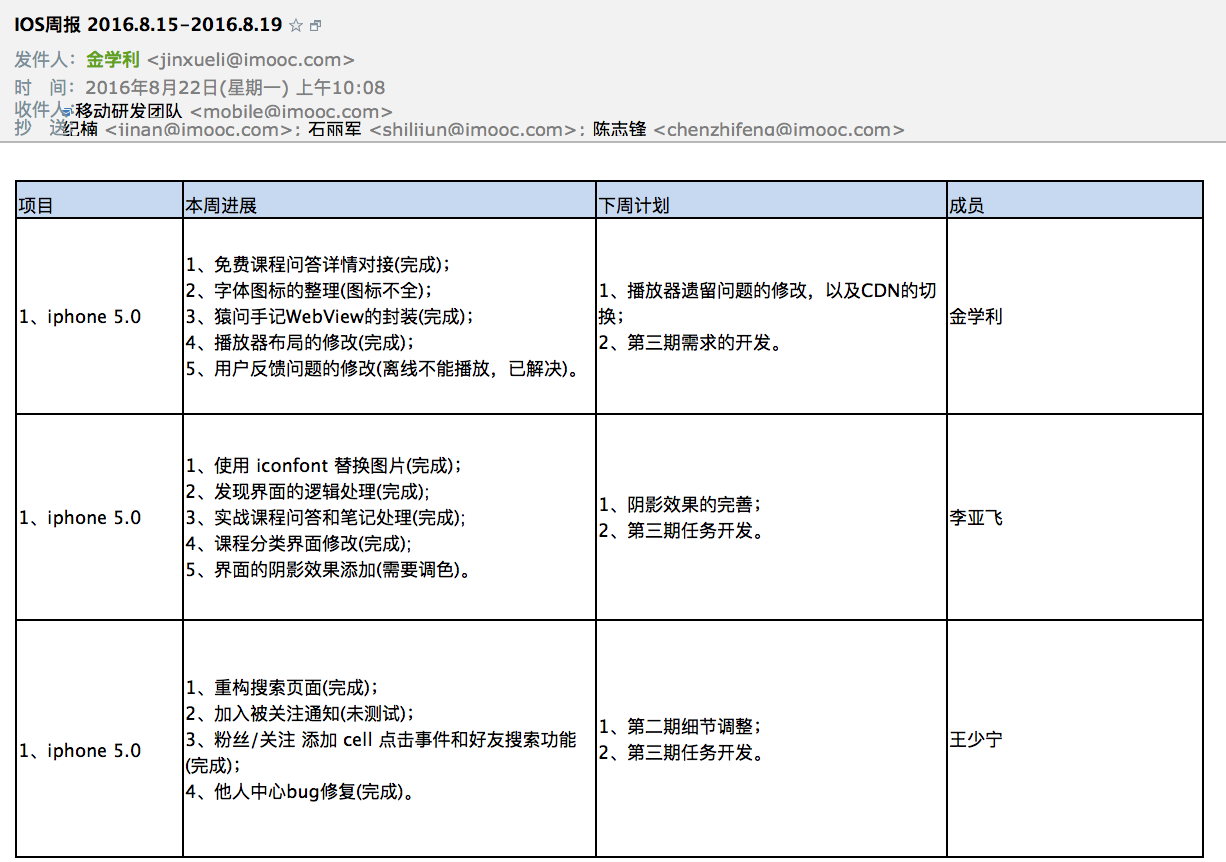 IOS周报 2016.8.15-2016.8.19
发件人：金学利 <jinxueli@imooc.com>
时 间：2016年8月22日(星期一) 上午10:08
收件人 移动研发团队 <mobile@imooc.com>
抄 送 纪楠 <jinan@imooc.com>; 石丽军 <shilijun@imooc.com>; 陈志锋 <chenzhifeng@imooc.com>
项目 本周进展 下周计划 成员
1、iphone 5.0
1、免费课程问答详情对接(完成)；
2、字体图标的整理(图标不全)；
3、猿问手记WebView的封装(完成)；
4、播放器布局的修改(完成)；
5、用户反馈问题的修改(离线不能播放，已解决)。
1、播放器遗留问题的修改，以及CDN的切
换；
2、第三期需求的开发。
金学利
1、iphone 5.0
1、使用 iconfont 替换图片(完成)；
2、发现界面的逻辑处理(完成);
3、实战课程问答和笔记处理(完成);
4、课程分类界面修改(完成);
5、界面的阴影效果添加(需要调色)。
1、阴影效果的完善；
2、第三期任务开发。
李亚飞
1、iphone 5.0
1、重构搜索页面(完成)；
2、加入被关注通知(未测试)；
3、粉丝/关注 添加 cell 点击事件和好友搜索功能
(完成)；
4、他人中心bug修复(完成)。
1、第二期细节调整；
2、第三期任务开发。
王少宁